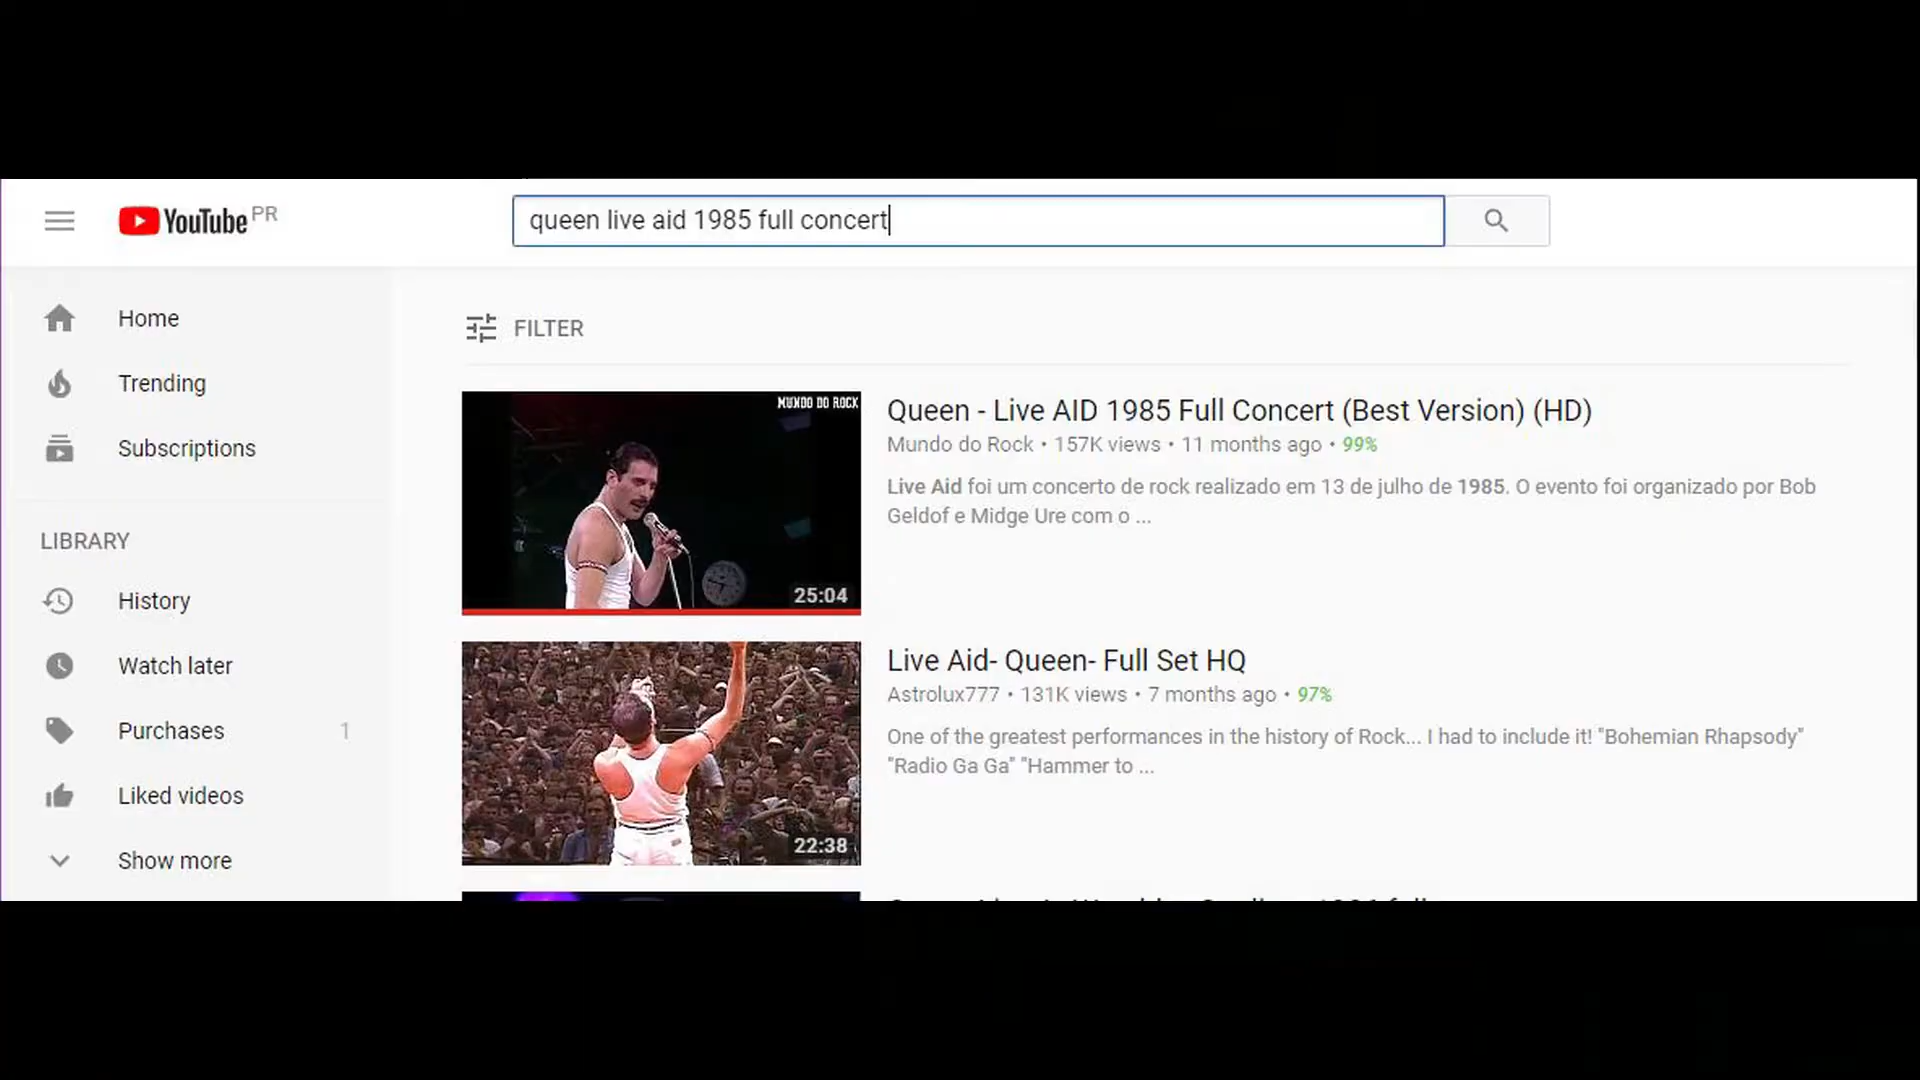 YouTube PR
queen live aid 1985 full concert
Home
Trending
Subscriptions
LIBRARY
History
Watch later
Purchases 1
Liked videos
Show more
FILTER
MUNDO DO ROCK
25:04
Queen - Live AID 1985 Full Concert (Best Version) (HD)
Mundo do Rock • 157K views • 11 months ago • 99%
Live Aid foi um concerto de rock realizado em 13 de julho de 1985. O evento foi organizado por Bob
Geldof e Midge Ure com o ...
22:38
Live Aid- Queen- Full Set HQ
Astrolux777 • 131K views • 7 months ago • 97%
One of the greatest performances in the history of Rock... I had to include it! "Bohemian Rhapsody"
"Radio Ga Ga" "Hammer to ...